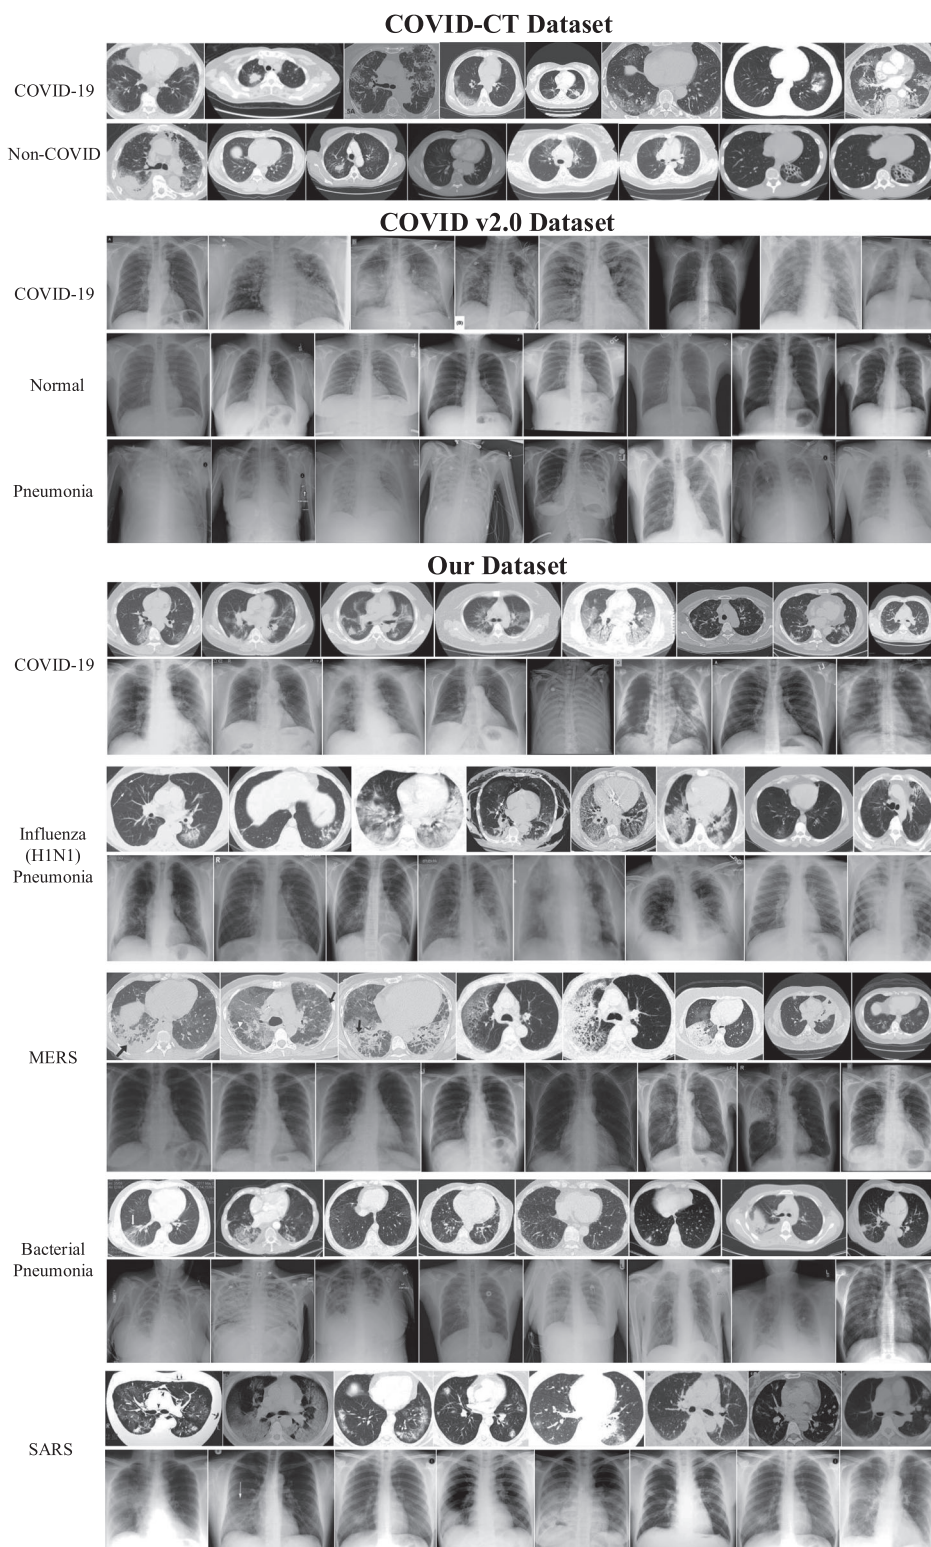 COVID-CT Dataset
COVID-19
5A
Non-COVID
COVID v2.0 Dataset
COVID-19
(B)
Normal
Pneumonia
Our Dataset
COVID-19
Influenza
(H1N1)
Pneumonia
R
MERS
Bacterial
Pneumonia
SARS